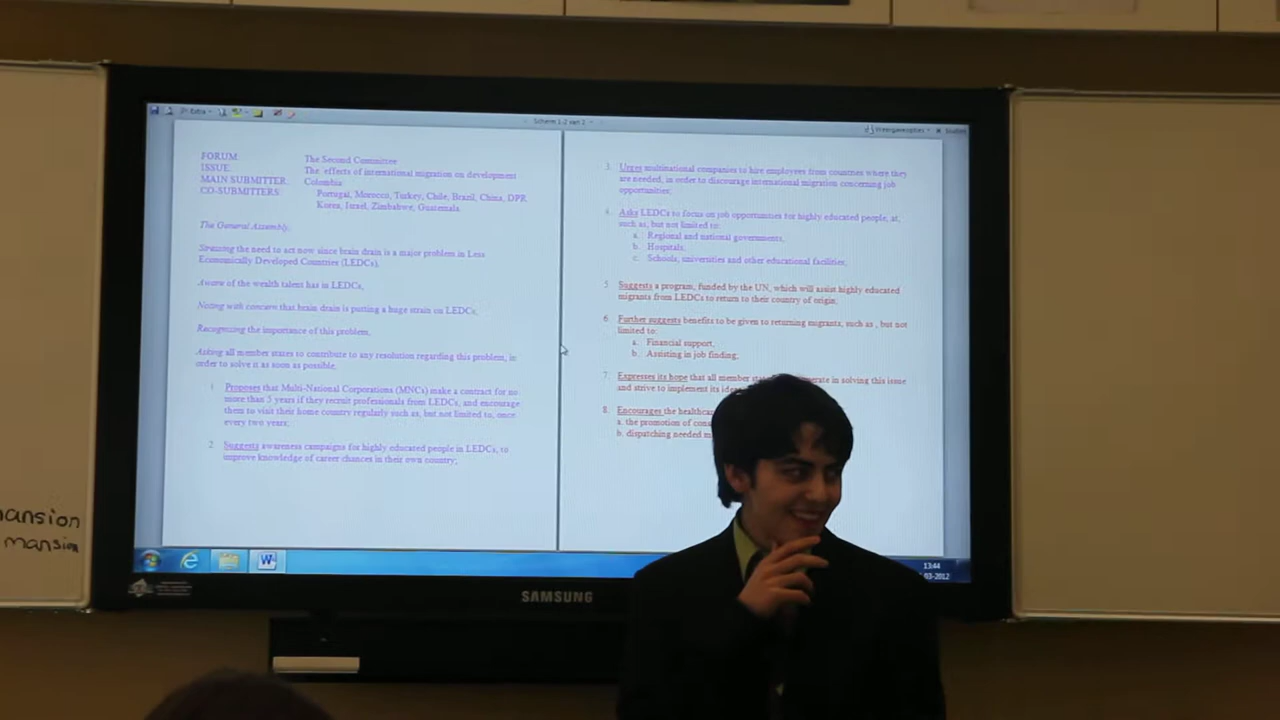 Extra
Scherm 1-2 van 2
Weergaveopties
Sluiten
FORUM: The Second Committee
ISSUE: The effects of international migration on development
MAIN SUBMITTER: Colombia
CO-SUBMITTERS: Portugal, Morocco, Turkey, Chile, Brazil, China, DPR
Korea, Israel, Zimbabwe, Guatemala
The General Assembly,
Stressing the need to act now since brain drain is a major problem in Less
Economically Developed Countries (LEDCs),
Aware of the wealth talent has in LEDCs,
Noting with concern that brain drain is putting a huge strain on LEDCs,
Recognizing the importance of this problem,
Asking all member states to contribute to any resolution regarding this problem, in
order to solve it as soon as possible,
1. Proposes that Multi-National Corporations (MNCs) make a contract for no
more than 5 years if they recruit professionals from LEDCs, and encourage
them to visit their home country regularly such as, but not limited to, once
every two years;
2. Suggests awareness campaigns for highly educated people in LEDCs, to
improve knowledge of career chances in their own country;
3. Urges multinational companies to hire employees from countries where they
are needed, in order to discourage international migration concerning job
opportunities;
4. Asks LEDCs to focus on job opportunities for highly educated people, at,
such as, but not limited to:
a. Regional and national governments,
b. Hospitals,
c. Schools, universities and other educational facilities;
5. Suggests a program, funded by the UN, which will assist highly educated
migrants from LEDCs to return to their country of origin;
6. Further suggests benefits to be given to returning migrants, such as , but not
limited to:
a. Financial support,
b. Assisting in job finding;
7. Expresses its hope that all member in solving this issue
and strive to implement its
8. Encourages the
a. the promotion of
b. dispatching needed
13:44
03-2012
SAMSUNG
ansion
mansion